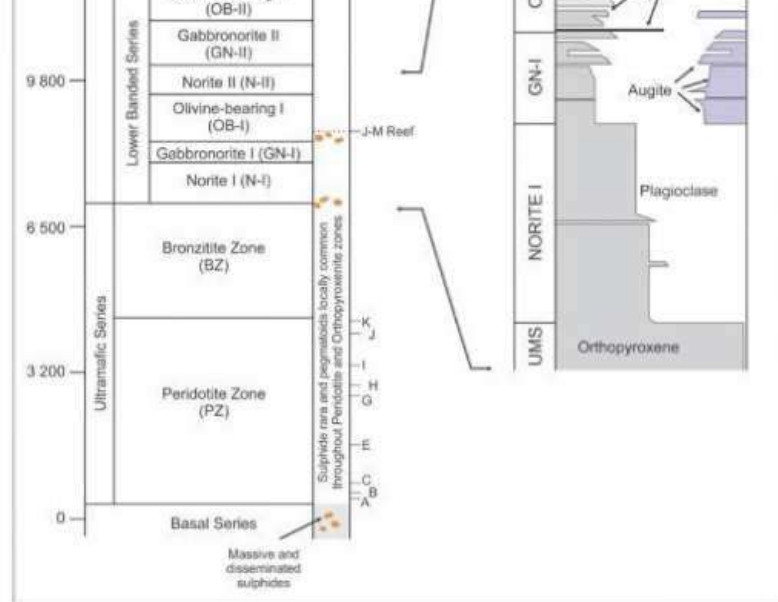 (OB-II)
Gabbronorite II
(GN-II)
Norite II (N-II)
Olivine-bearing I
(OB-I)
Gabbronorite I (GN-I)
Norite I (N-I)
Lower Banded Series
9 800
6 500
3 200
0
J-M Reef
Bronzitite Zone
(BZ)
Peridotite Zone
(PZ)
Ultramafic Series
Basal Series
Sulphide rara and pegmatoids locally common
throughout Peridotite and Orthopyroxenite zones
K
J
I
H
G
E
C
B
A
Massive and
disseminated
sulphides
GN-I
NORITE I
UMS
Augite
Plagioclase
Orthopyroxene